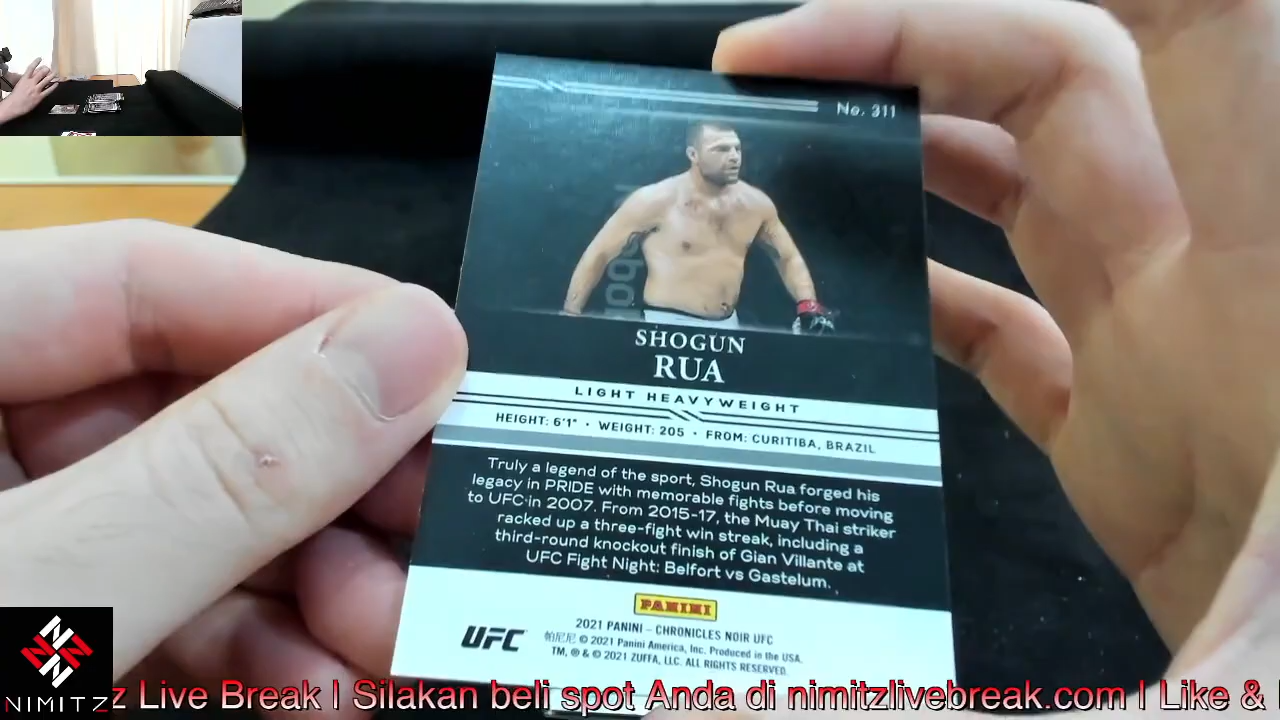 No. 311
SHOGUN
RUA
LIGHT HEAVYWEIGHT
HEIGHT: 6'1" • WEIGHT: 205 • FROM: CURITIBA, BRAZIL
Truly a legend of the sport, Shogun Rua forged his
legacy in PRIDE with memorable fights before moving
to UFC in 2007. From 2015-17, the Muay Thai striker
racked up a three-fight win streak, including a
third-round knockout finish of Gian Villante at
UFC Fight Night: Belfort vs Gastelum.
PANINI
UFC
2021 PANINI – CHRONICLES NOIR UFC
帕尼尼 © 2021 Panini America, Inc. Produced in the USA.
TM, ® & © 2021 ZUFFA, LLC. ALL RIGHTS RESERVED.
NIMITZ
z Live Break | Silakan beli spot Anda di nimitzlivebreak.com | Like &